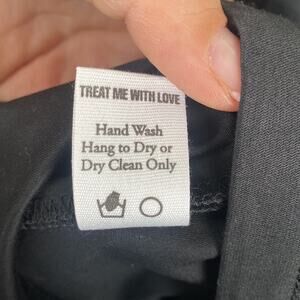 TREAT ME WITH LOVE
Hand Wash
Hang to Dry or
Dry Clean Only